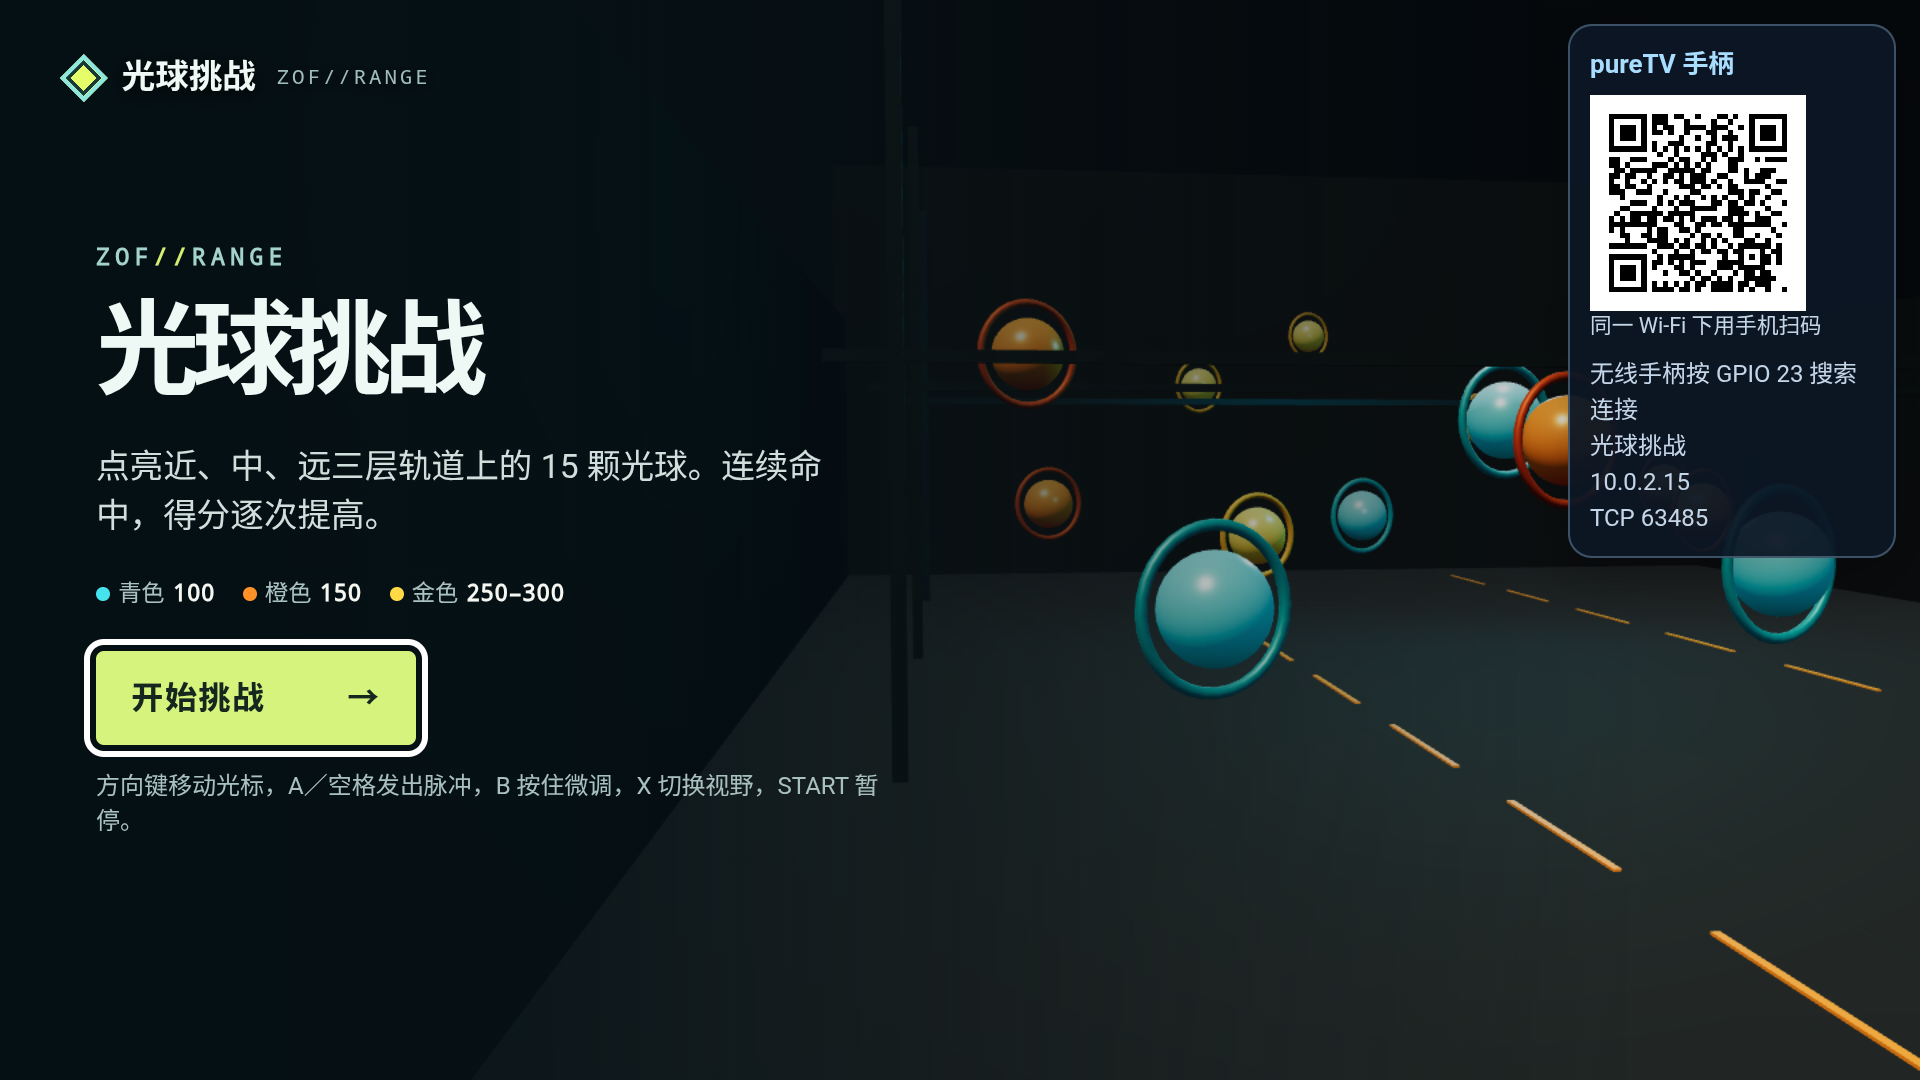 光球挑战 ZOF//RANGE
ZOF//RANGE
光球挑战
点亮近、中、远三层轨道上的 15 颗光球。连续命
中，得分逐次提高。
青色 100 橙色 150 金色 250–300
开始挑战 →
方向键移动光标，A／空格发出脉冲，B 按住微调，X 切换视野，START 暂
停。
pureTV 手柄
同一 Wi-Fi 下用手机扫码
无线手柄按 GPIO 23 搜索
连接
光球挑战
10.0.2.15
TCP 63485